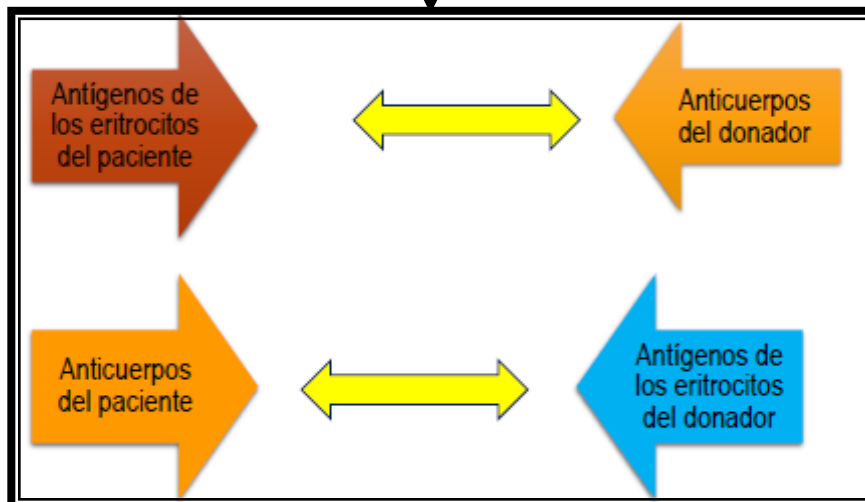 Antígenos de
los eritrocitos
del paciente
Anticuerpos
del donador
Anticuerpos
del paciente
Antígenos de
los eritrocitos
del donador